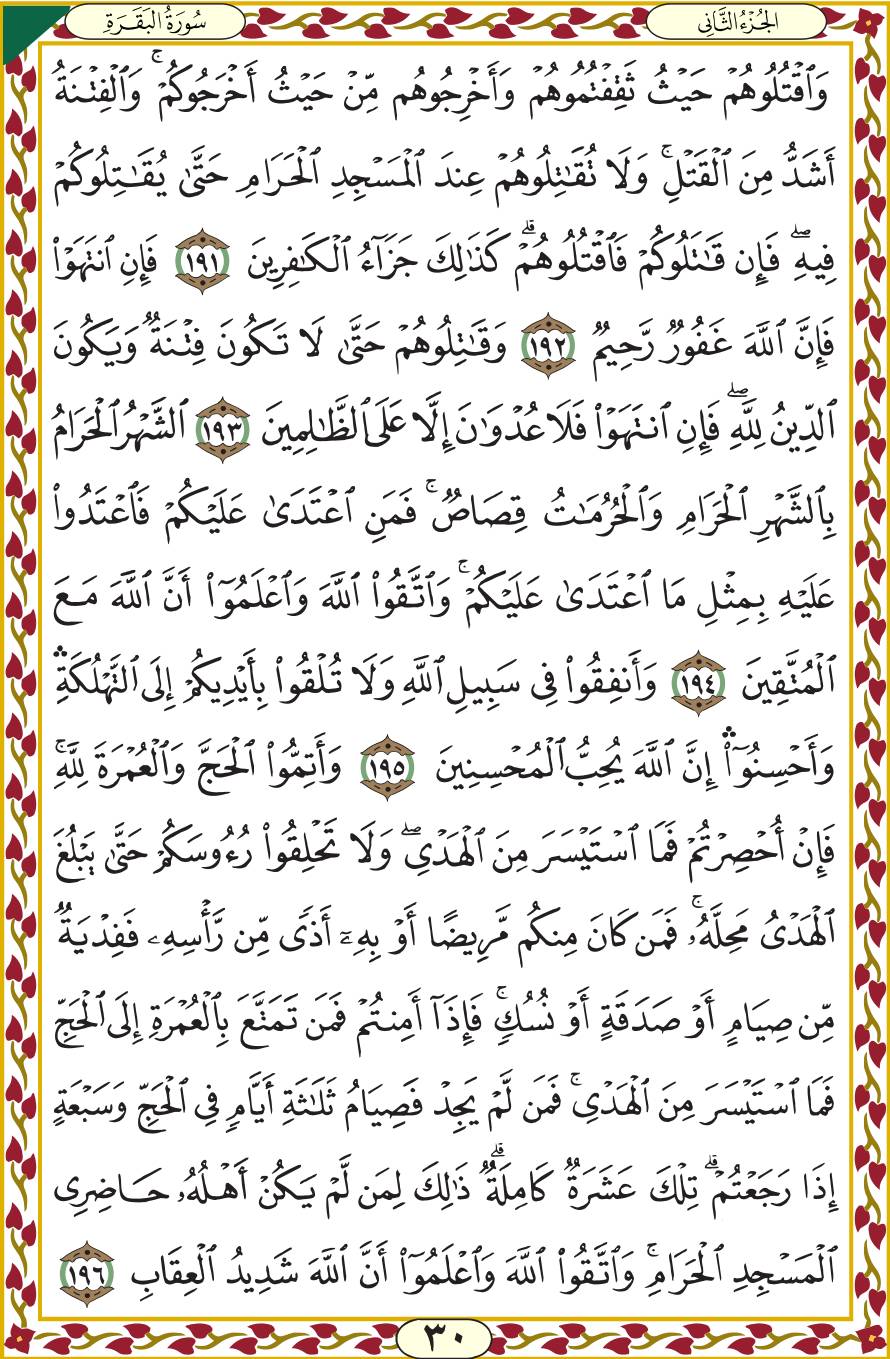 الجُزْءُ الثَّانِي
سُورَةُ البَقَرَةِ
وَٱقْتُلُوهُمْ حَيْثُ ثَقِفْتُمُوهُمْ وَأَخْرِجُوهُم مِّنْ حَيْثُ أَخْرَجُوكُمْ ۚ وَٱلْفِتْنَةُ
أَشَدُّ مِنَ ٱلْقَتْلِ ۚ وَلَا تُقَٰتِلُوهُمْ عِندَ ٱلْمَسْجِدِ ٱلْحَرَامِ حَتَّىٰ يُقَٰتِلُوكُمْ
فِيهِ ۖ فَإِن قَٰتَلُوكُمْ فَٱقْتُلُوهُمْ ۗ كَذَٰلِكَ جَزَآءُ ٱلْكَٰفِرِينَ ١٩١ فَإِنِ ٱنتَهَوْا۟
فَإِنَّ ٱللَّهَ غَفُورٌ رَّحِيمٌ ١٩٢ وَقَٰتِلُوهُمْ حَتَّىٰ لَا تَكُونَ فِتْنَةٌ وَيَكُونَ
ٱلدِّينُ لِلَّهِ ۖ فَإِنِ ٱنتَهَوْا۟ فَلَا عُدْوَٰنَ إِلَّا عَلَى ٱلظَّٰلِمِينَ ١٩٣ ٱلشَّهْرُ ٱلْحَرَامُ
بِٱلشَّهْرِ ٱلْحَرَامِ وَٱلْحُرُمَٰتُ قِصَاصٌ ۚ فَمَنِ ٱعْتَدَىٰ عَلَيْكُمْ فَٱعْتَدُوا۟
عَلَيْهِ بِمِثْلِ مَا ٱعْتَدَىٰ عَلَيْكُمْ ۚ وَٱتَّقُوا۟ ٱللَّهَ وَٱعْلَمُوٓا۟ أَنَّ ٱللَّهَ مَعَ
ٱلْمُتَّقِينَ ١٩٤ وَأَنفِقُوا۟ فِى سَبِيلِ ٱللَّهِ وَلَا تُلْقُوا۟ بِأَيْدِيكُمْ إِلَى ٱلتَّهْلُكَةِ ۛ
وَأَحْسِنُوٓا۟ ۛ إِنَّ ٱللَّهَ يُحِبُّ ٱلْمُحْسِنِينَ ١٩٥ وَأَتِمُّوا۟ ٱلْحَجَّ وَٱلْعُمْرَةَ لِلَّهِ ۚ
فَإِنْ أُحْصِرْتُمْ فَمَا ٱسْتَيْسَرَ مِنَ ٱلْهَدْىِ ۖ وَلَا تَحْلِقُوا۟ رُءُوسَكُمْ حَتَّىٰ يَبْلُغَ
ٱلْهَدْىُ مَحِلَّهُۥ ۚ فَمَن كَانَ مِنكُم مَّرِيضًا أَوْ بِهِۦٓ أَذًى مِّن رَّأْسِهِۦ فَفِدْيَةٌ
مِّن صِيَامٍ أَوْ صَدَقَةٍ أَوْ نُسُكٍ ۚ فَإِذَآ أَمِنتُمْ فَمَن تَمَتَّعَ بِٱلْعُمْرَةِ إِلَى ٱلْحَجِّ
فَمَا ٱسْتَيْسَرَ مِنَ ٱلْهَدْىِ ۚ فَمَن لَّمْ يَجِدْ فَصِيَامُ ثَلَٰثَةِ أَيَّامٍ فِى ٱلْحَجِّ وَسَبْعَةٍ
إِذَا رَجَعْتُمْ ۗ تِلْكَ عَشَرَةٌ كَامِلَةٌ ۗ ذَٰلِكَ لِمَن لَّمْ يَكُنْ أَهْلُهُۥ حَاضِرِى
ٱلْمَسْجِدِ ٱلْحَرَامِ ۚ وَٱتَّقُوا۟ ٱللَّهَ وَٱعْلَمُوٓا۟ أَنَّ ٱللَّهَ شَدِيدُ ٱلْعِقَابِ ١٩٦
٣٠